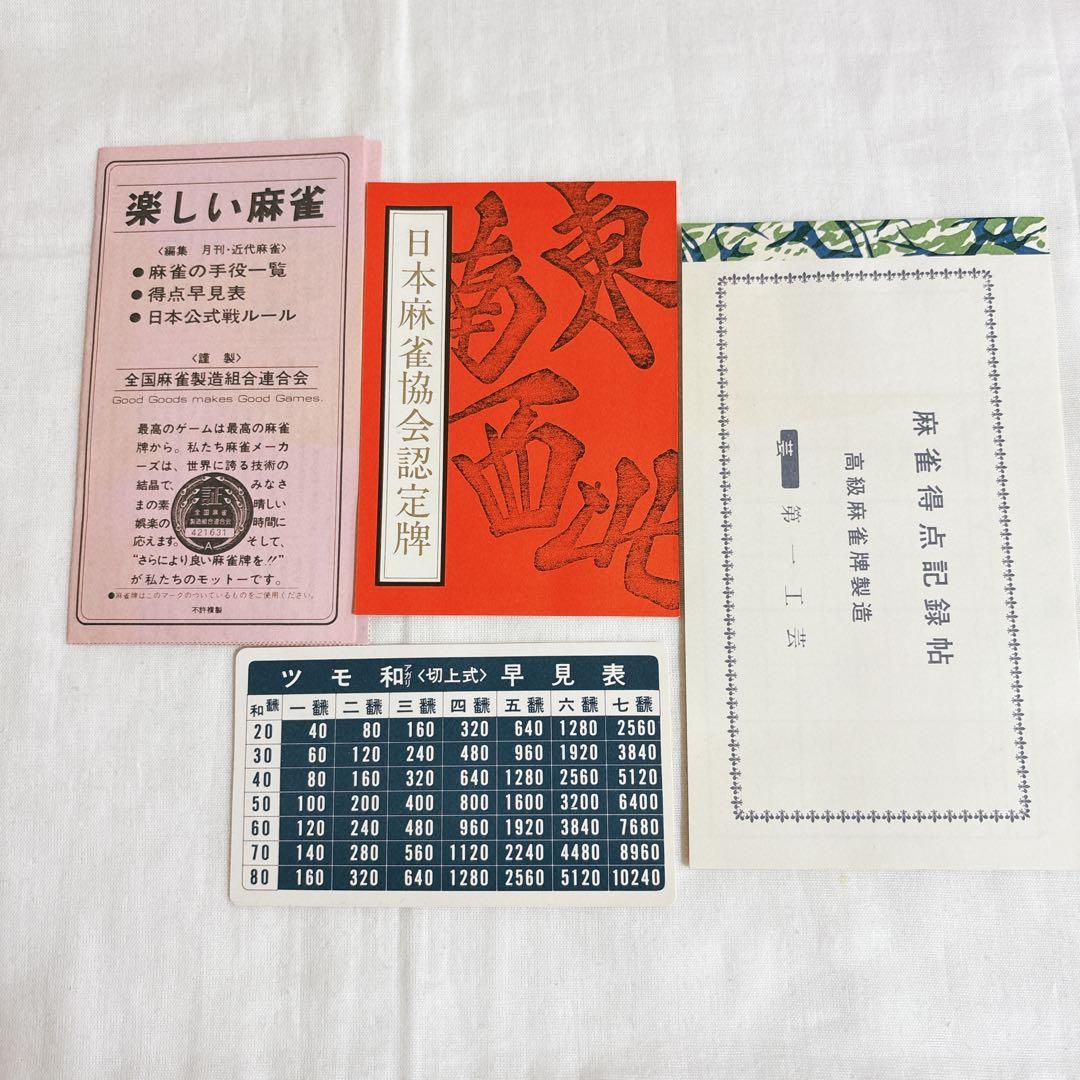 楽しい麻雀
〈編集 月刊・近代麻雀〉
●麻雀の手役一覧
●得点早見表
●日本公式戦ルール
〈謹製〉
全国麻雀製造組合連合会
Good Goods makes Good Games.
最高のゲームは最高の麻雀
牌から。私たち麻雀メーカ
ーズは、世界に誇る技術の
結晶で、 みなさ
まの素 晴しい
娯楽の 時間に
応えます。 そして、
“さらにより良い麻雀牌を!!”
が私たちのモットーです。
証
全国麻雀
製造組合連合会
421631
A
●麻雀牌はこのマークのついているものをご使用ください。
不許複製
日本麻雀協会認定牌
東
南
西
北
麻雀得点記録帖
高級麻雀牌製造
芸 第一工芸
ツモ和アガリ〈切上式〉早見表
和 飜 一飜 二飜 三飜 四飜 五飜 六飜 七飜
20 40 80 160 320 640 1280 2560
30 60 120 240 480 960 1920 3840
40 80 160 320 640 1280 2560 5120
50 100 200 400 800 1600 3200 6400
60 120 240 480 960 1920 3840 7680
70 140 280 560 1120 2240 4480 8960
80 160 320 640 1280 2560 5120 10240